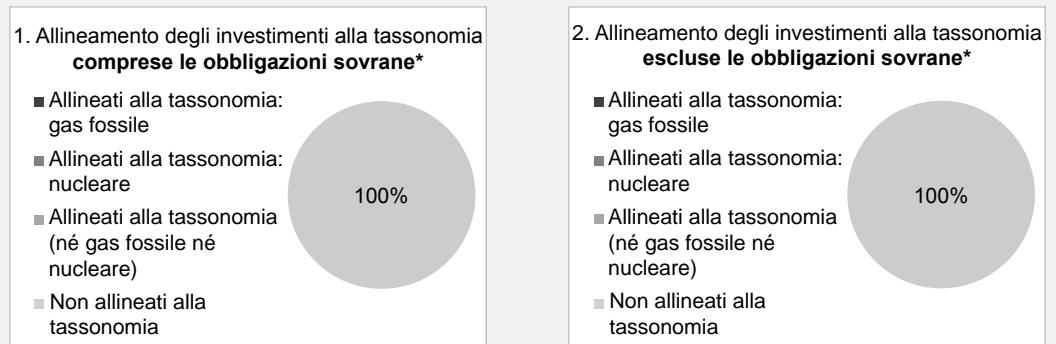 1. Allineamento degli investimenti alla tassonomia
comprese le obbligazioni sovrane*
Allineati alla tassonomia:
gas fossile
Allineati alla tassonomia:
nucleare
Allineati alla tassonomia
(né gas fossile né
nucleare)
Non allineati alla
tassonomia
100%
2. Allineamento degli investimenti alla tassonomia
escluse le obbligazioni sovrane*
Allineati alla tassonomia:
gas fossile
Allineati alla tassonomia:
nucleare
Allineati alla tassonomia
(né gas fossile né
nucleare)
Non allineati alla
tassonomia
100%